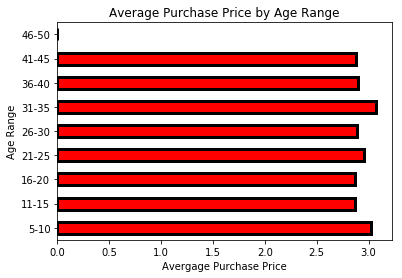 Average Purchase Price by Age Range
46-50
41-45
36-40
31-35
26-30
21-25
16-20
11-15
5-10
Age Range
0.0 0.5 1.0 1.5 2.0 2.5 3.0
Avergage Purchase Price